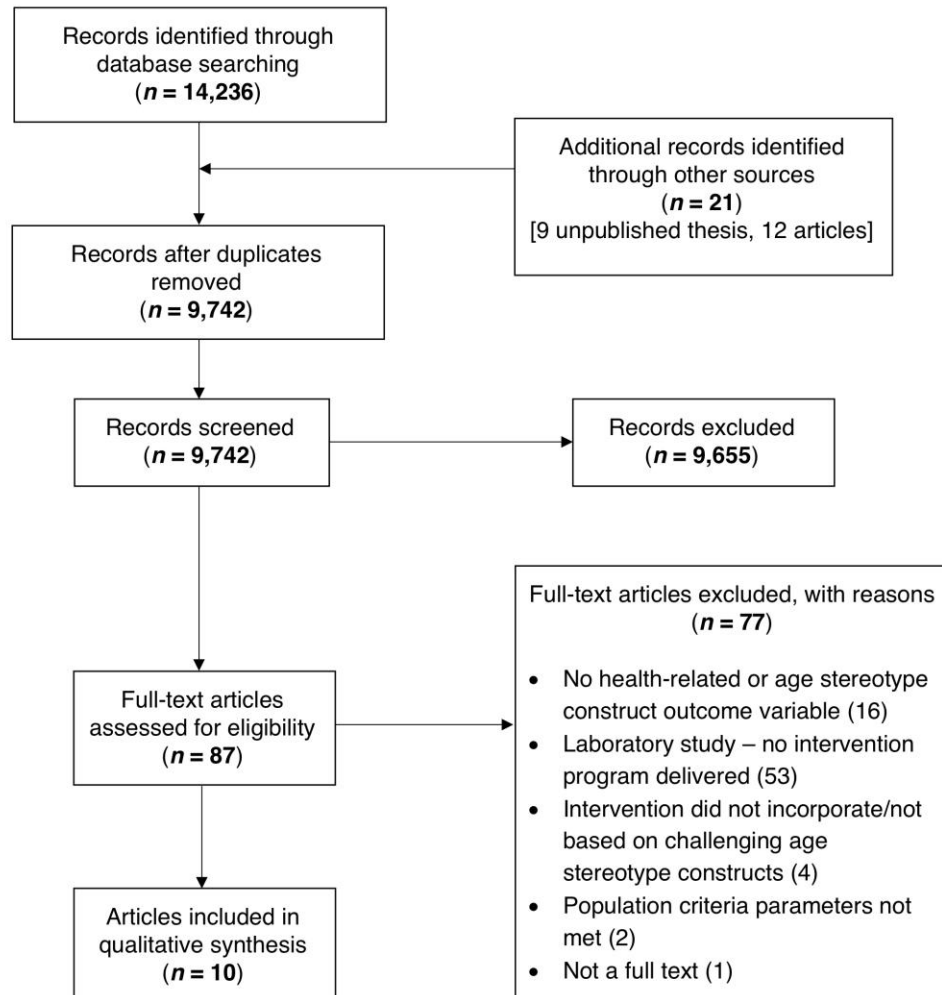 Records identified through
database searching
(n = 14,236)
Additional records identified
through other sources
(n = 21)
[9 unpublished thesis, 12 articles]
Records after duplicates
removed
(n = 9,742)
Records screened
(n = 9,742)
Records excluded
(n = 9,655)
Full-text articles
assessed for eligibility
(n = 87)
Full-text articles excluded, with reasons
(n = 77)
• No health-related or age stereotype
construct outcome variable (16)
• Laboratory study – no intervention
program delivered (53)
• Intervention did not incorporate/not
based on challenging age
stereotype constructs (4)
• Population criteria parameters not
met (2)
• Not a full text (1)
Articles included in
qualitative synthesis
(n = 10)